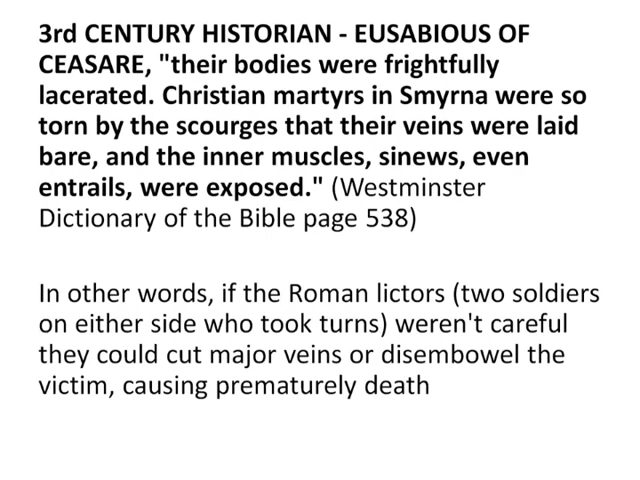 3rd CENTURY HISTORIAN - EUSABIOUS OF
CEASARE, "their bodies were frightfully
lacerated. Christian martyrs in Smyrna were so
torn by the scourges that their veins were laid
bare, and the inner muscles, sinews, even
entrails, were exposed." (Westminster
Dictionary of the Bible page 538)
In other words, if the Roman lictors (two soldiers
on either side who took turns) weren't careful
they could cut major veins or disembowel the
victim, causing prematurely death